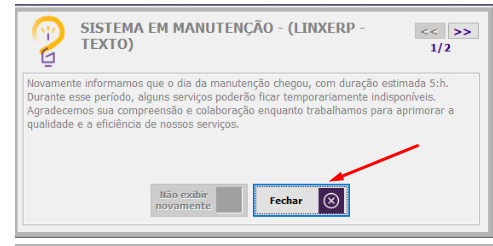 SISTEMA EM MANUTENÇÃO - (LINXERP -
TEXTO)
<< >>
1/2
Novamente informamos que o dia da manutenção chegou, com duração estimada 5:h.
Durante esse período, alguns serviços poderão ficar temporariamente indisponíveis.
Agradecemos sua compreensão e colaboração enquanto trabalhamos para aprimorar a
qualidade e a eficiência de nossos serviços.
Não exibir
novamente
Fechar